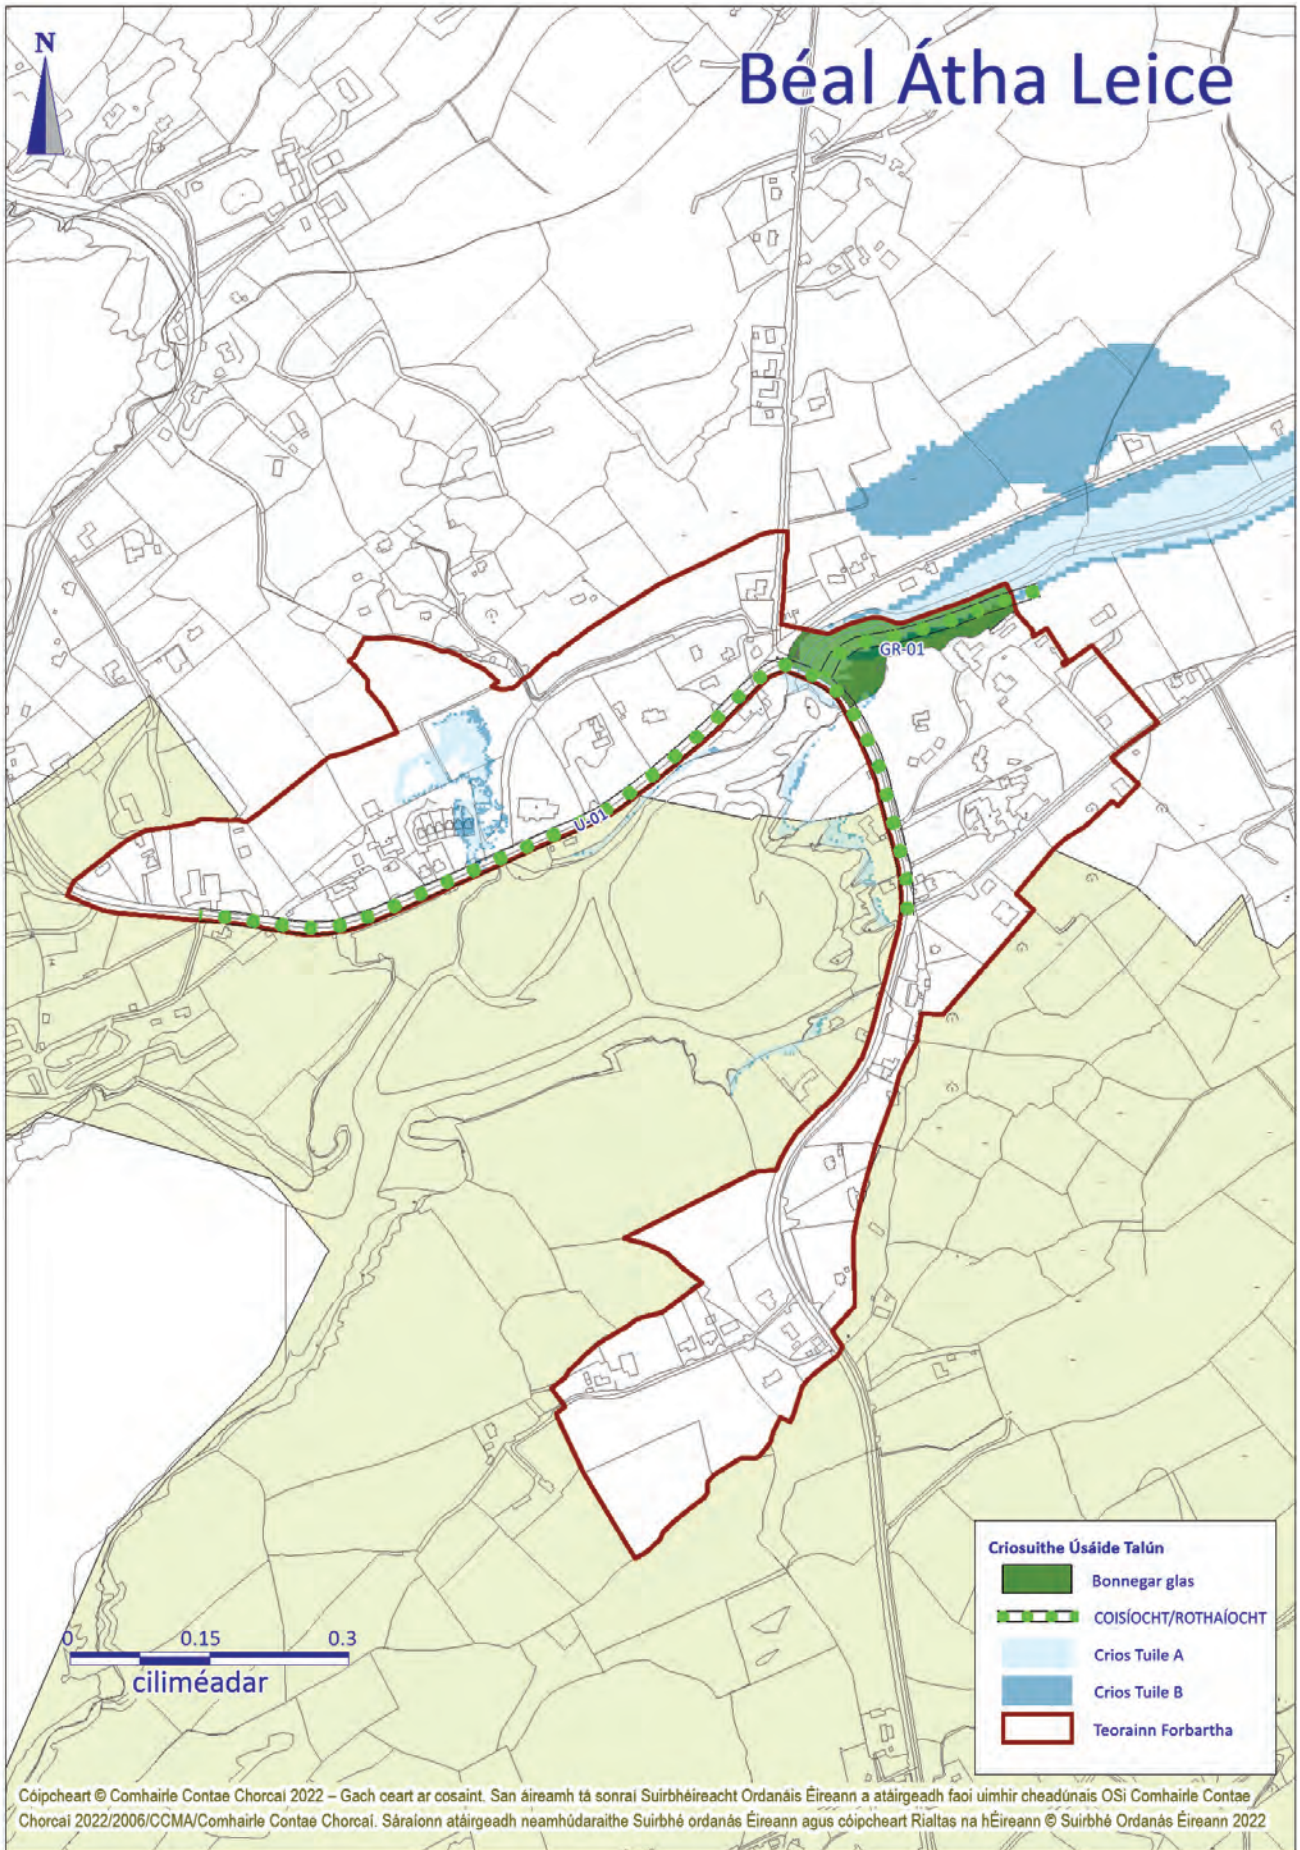 N
Béal Átha Leice
GR-01
U-01
Criosuithe Úsáide Talún
Bonnegar glas
COISÍOCHT/ROTHAÍOCHT
Crios Tuile A
Crios Tuile B
Teorainn Forbartha
0 0.15 0.3
ciliméadar
Cóipcheart © Comhairle Contae Chorcaí 2022 – Gach ceart ar cosaint. San áireamh tá sonraí Suirbhéireacht Ordanáis Éireann a atáirgeadh faoi uimhir cheadúnais OSi Comhairle Contae
Chorcaí 2022/2006/CCMA/Comhairle Contae Chorcaí. Sáraíonn atáirgeadh neamhúdaraithe Suirbhé ordanás Éireann agus cóipcheart Rialtas na hÉireann © Suirbhé Ordanás Éireann 2022